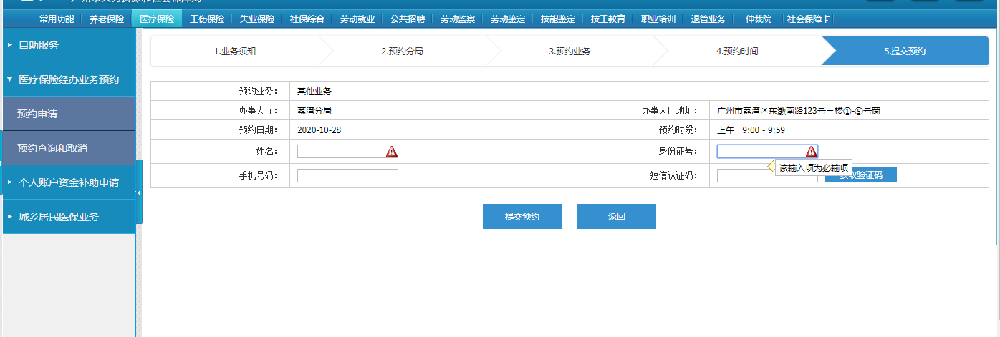 常用功能 养老保险 医疗保险 工伤保险 失业保险 社保综合 劳动就业 公共招聘 劳动监察 劳动鉴定 技能鉴定 技工教育 职业培训 退管业务 仲裁院 社会保障卡
自助服务
医疗保险经办业务预约
预约申请
预约查询和取消
个人账户资金补助申请
城乡居民医保业务
1.业务须知 2.预约分局 3.预约业务 4.预约时间 5.提交预约
预约业务： 其他业务
办事大厅： 荔湾分局 办事大厅地址： 广州市荔湾区东漖南路123号三楼①-⑤号窗
预约日期： 2020-10-28 预约时段： 上午 9:00 - 9:59
姓名： 身份证号：
该输入项为必输项
手机号码： 短信认证码： 获取验证码
提交预约 返回